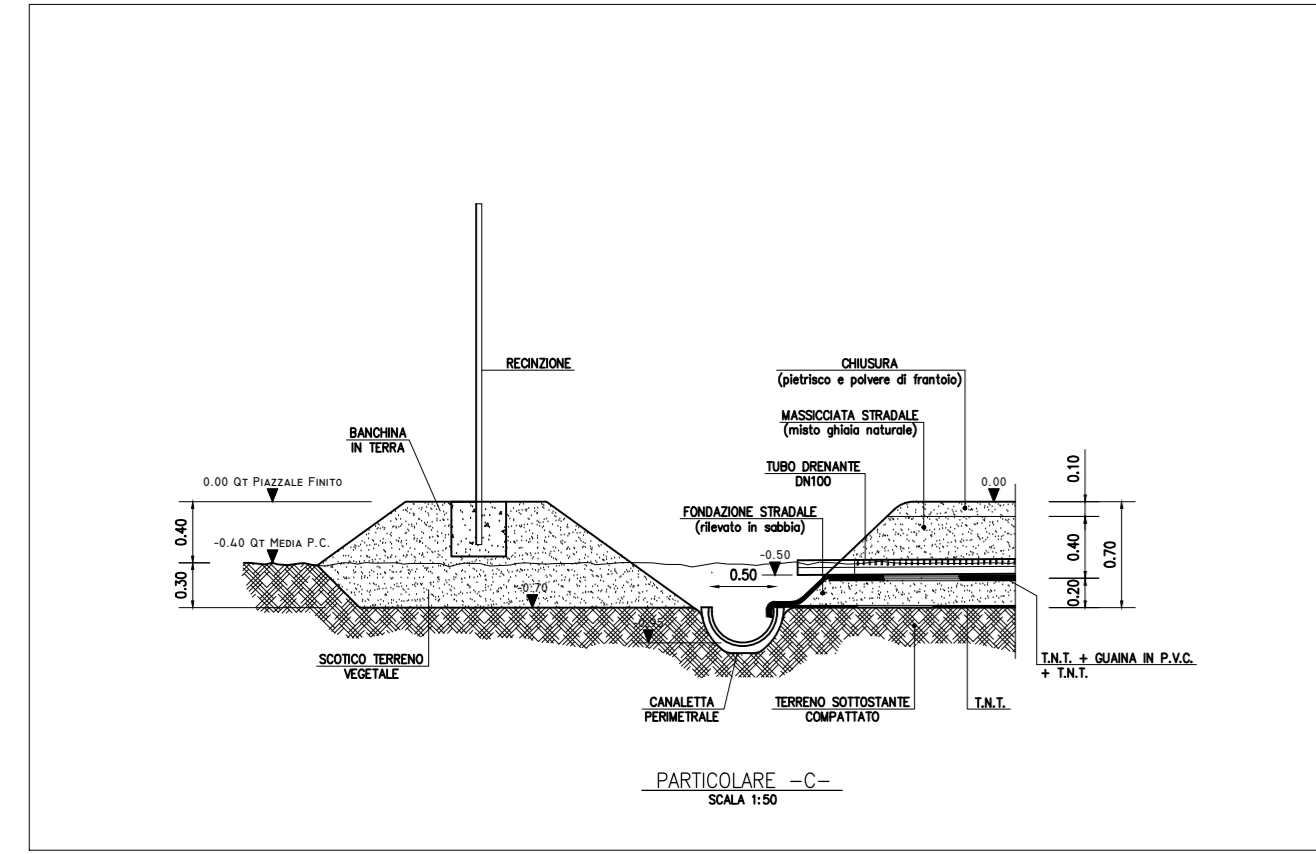 RECINZIONE
CHIUSURA
(pietrisco e polvere di frantoio)
MASSICCIATA STRADALE
(misto ghiaia naturale)
BANCHINA
IN TERRA
TUBO DRENANTE
DN100
0.00 QT PIAZZALE FINITO
0.00
0.10
FONDAZIONE STRADALE
(rilevato in sabbia)
0.40
-0.40 QT MEDIA P.C.
-0.50
0.50
0.40
0.70
0.30
-0.70
0.20
SCOTICO TERRENO
VEGETALE
T.N.T. + GUAINA IN P.V.C.
+ T.N.T.
CANALETTA
PERIMETRALE
TERRENO SOTTOSTANTE
COMPATTATO
T.N.T.
PARTICOLARE -C-
SCALA 1:50